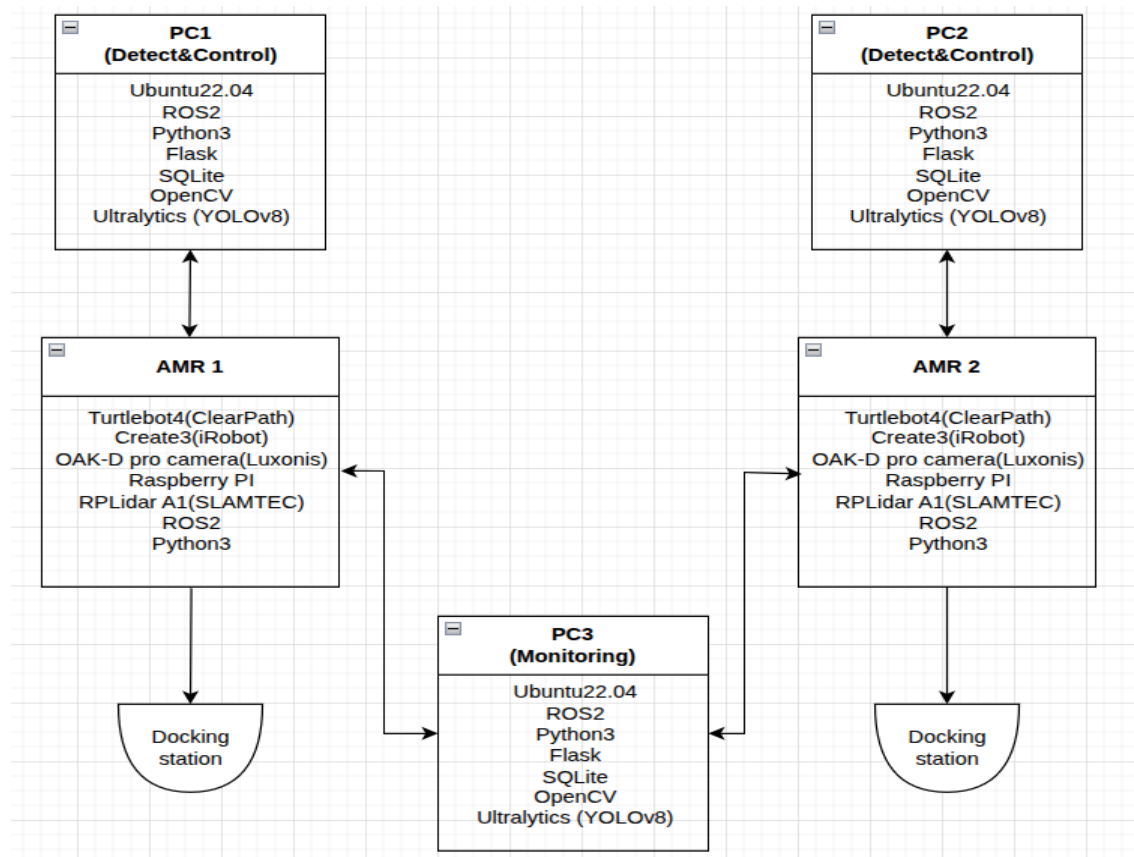 PC1
(Detect&Control)
Ubuntu22.04
ROS2
Python3
Flask
SQLite
OpenCV
Ultralytics (YOLOv8)
PC2
(Detect&Control)
Ubuntu22.04
ROS2
Python3
Flask
SQLite
OpenCV
Ultralytics (YOLOv8)
AMR 1
Turtlebot4(ClearPath)
Create3(iRobot)
OAK-D pro camera(Luxonis)
Raspberry PI
RPLidar A1(SLAMTEC)
ROS2
Python3
AMR 2
Turtlebot4(ClearPath)
Create3(iRobot)
OAK-D pro camera(Luxonis)
Raspberry PI
RPLidar A1(SLAMTEC)
ROS2
Python3
PC3
(Monitoring)
Ubuntu22.04
ROS2
Python3
Flask
SQLite
OpenCV
Ultralytics (YOLOv8)
Docking
station
Docking
station